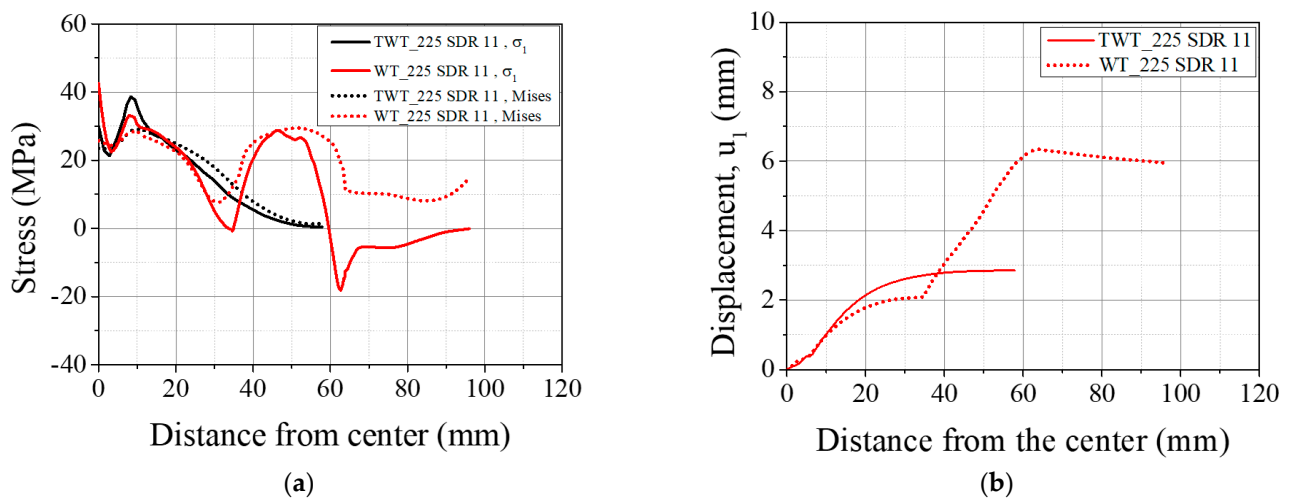 60
40
20
0
-20
-40
Stress (MPa)
TWT_225 SDR 11 , σ1
WT_225 SDR 11 , σ1
TWT_225 SDR 11 , Mises
WT_225 SDR 11 , Mises
0 20 40 60 80 100 120
Distance from center (mm)
(a)
10
8
6
4
2
0
Displacement, u1 (mm)
TWT_225 SDR 11
WT_225 SDR 11
0 20 40 60 80 100 120
Distance from the center (mm)
(b)